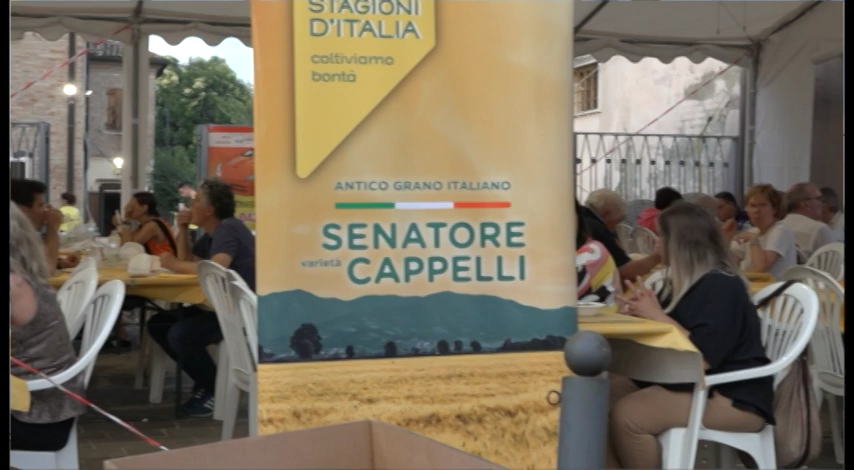 STAGIONI
D'ITALIA
coltiviamo
bontà
ANTICO GRANO ITALIANO
SENATORE
varietà CAPPELLI